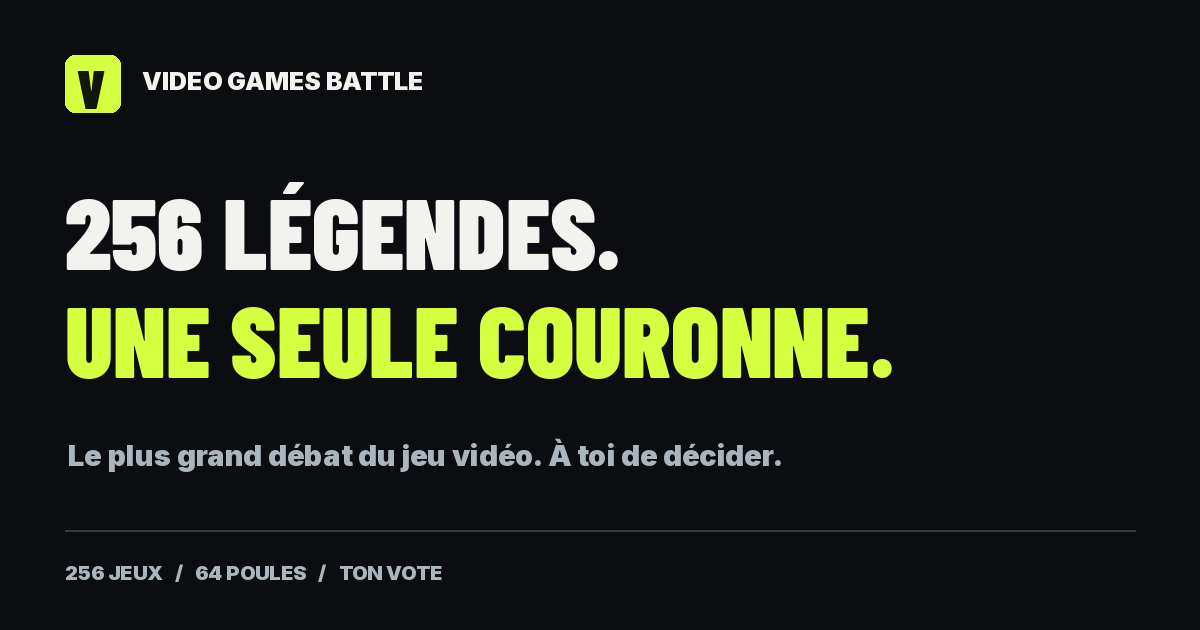 V VIDEO GAMES BATTLE
256 LÉGENDES.
UNE SEULE COURONNE.
Le plus grand débat du jeu vidéo. À toi de décider.
256 JEUX / 64 POULES / TON VOTE